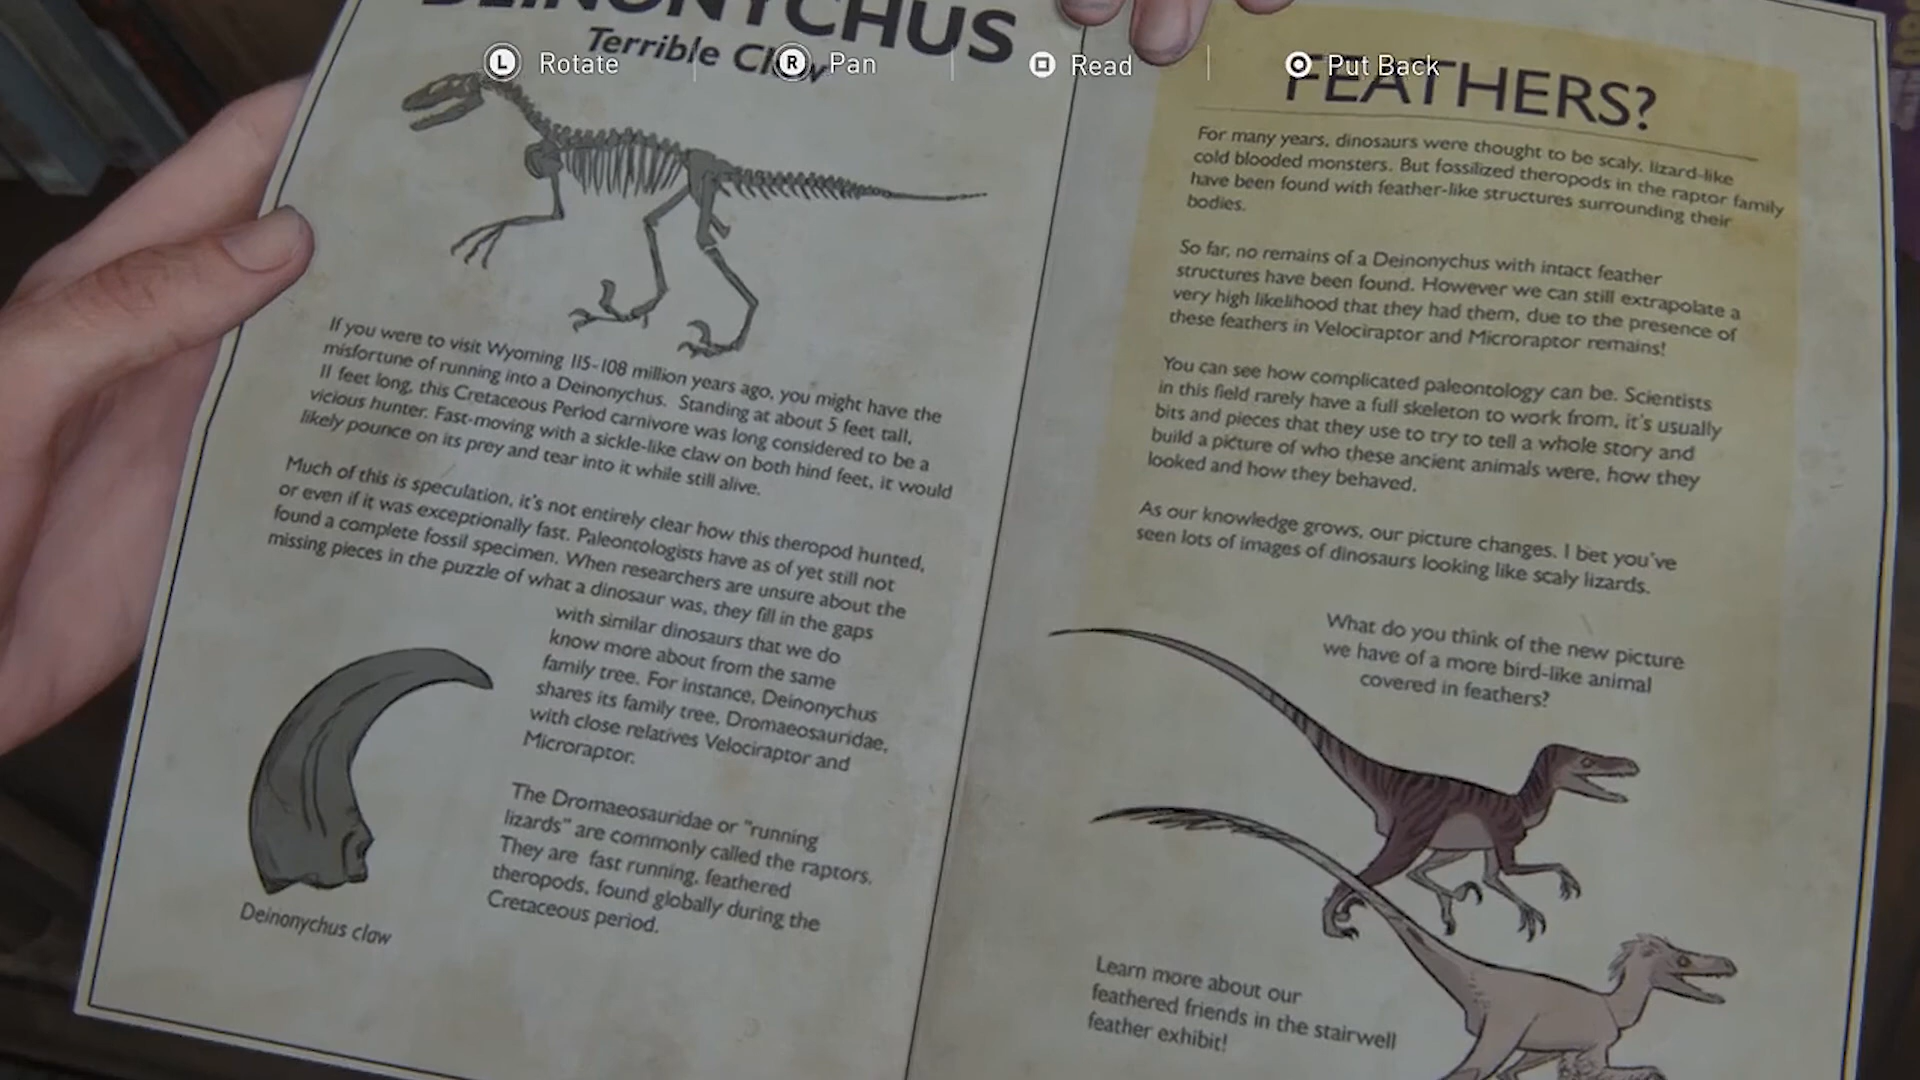 DEINONYCHUS
Terrible Claw
L Rotate
R Pan
Read
Put Back
If you were to visit Wyoming 115-108 million years ago, you might have the
misfortune of running into a Deinonychus. Standing at about 5 feet tall,
11 feet long, this Cretaceous Period carnivore was long considered to be a
vicious hunter. Fast-moving with a sickle-like claw on both hind feet, it would
likely pounce on its prey and tear into it while still alive.
Much of this is speculation, it's not entirely clear how this theropod hunted,
or even if it was exceptionally fast. Paleontologists have as of yet still not
found a complete fossil specimen. When researchers are unsure about the
missing pieces in the puzzle of what a dinosaur was, they fill in the gaps
with similar dinosaurs that we do
know more about from the same
family tree. For instance, Deinonychus
shares its family tree, Dromaeosauridae,
with close relatives Velociraptor and
Microraptor.
The Dromaeosauridae or "running
lizards" are commonly called the raptors.
They are fast running, feathered
theropods, found globally during the
Cretaceous period.
Deinonychus claw
FEATHERS?
For many years, dinosaurs were thought to be scaly, lizard-like
cold blooded monsters. But fossilized theropods in the raptor family
have been found with feather-like structures surrounding their
bodies.
So far, no remains of a Deinonychus with intact feather
structures have been found. However we can still extrapolate a
very high likelihood that they had them, due to the presence of
these feathers in Velociraptor and Microraptor remains!
You can see how complicated paleontology can be. Scientists
in this field rarely have a full skeleton to work from, it's usually
bits and pieces that they use to try to tell a whole story and
build a picture of who these ancient animals were, how they
looked and how they behaved.
As our knowledge grows, our picture changes. I bet you've
seen lots of images of dinosaurs looking like scaly lizards.
What do you think of the new picture
we have of a more bird-like animal
covered in feathers?
Learn more about our
feathered friends in the stairwell
feather exhibit!